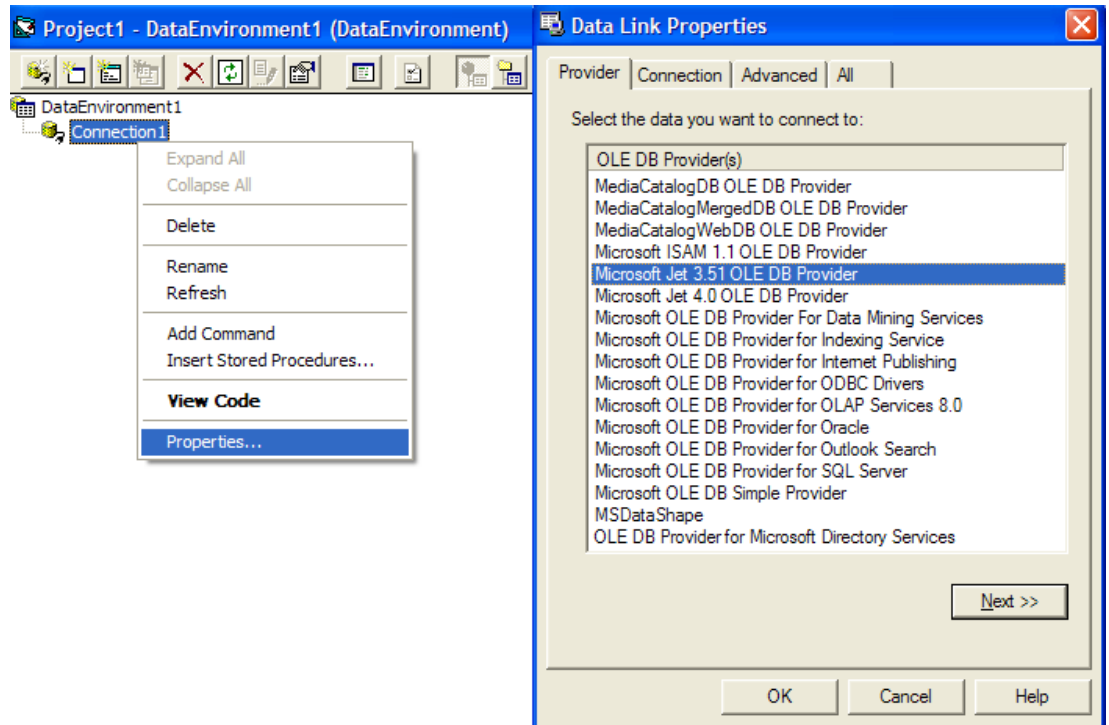 Project1 - DataEnvironment1 (DataEnvironment)
DataEnvironment1
Connection1
Expand All
Collapse All
Delete
Rename
Refresh
Add Command
Insert Stored Procedures...
View Code
Properties...
Data Link Properties
Provider Connection Advanced All
Select the data you want to connect to:
OLE DB Provider(s)
MediaCatalogDB OLE DB Provider
MediaCatalogMergedDB OLE DB Provider
MediaCatalogWebDB OLE DB Provider
Microsoft ISAM 1.1 OLE DB Provider
Microsoft Jet 3.51 OLE DB Provider
Microsoft Jet 4.0 OLE DB Provider
Microsoft OLE DB Provider For Data Mining Services
Microsoft OLE DB Provider for Indexing Service
Microsoft OLE DB Provider for Internet Publishing
Microsoft OLE DB Provider for ODBC Drivers
Microsoft OLE DB Provider for OLAP Services 8.0
Microsoft OLE DB Provider for Oracle
Microsoft OLE DB Provider for Outlook Search
Microsoft OLE DB Provider for SQL Server
Microsoft OLE DB Simple Provider
MSDataShape
OLE DB Provider for Microsoft Directory Services
Next >>
OK Cancel Help